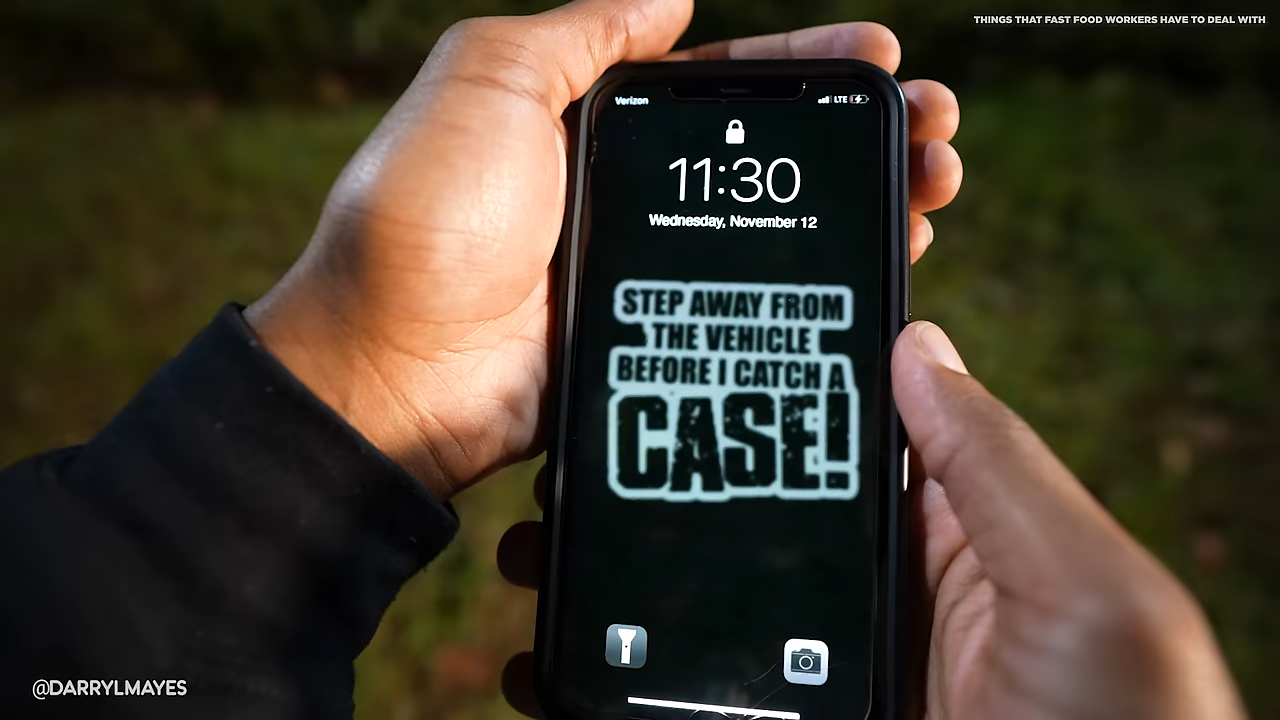 THINGS THAT FAST FOOD WORKERS HAVE TO DEAL WITH
Verizon
LTE
11:30
Wednesday, November 12
STEP AWAY FROM
THE VEHICLE
BEFORE I CATCH A
CASE!
@DARRYLMAYES